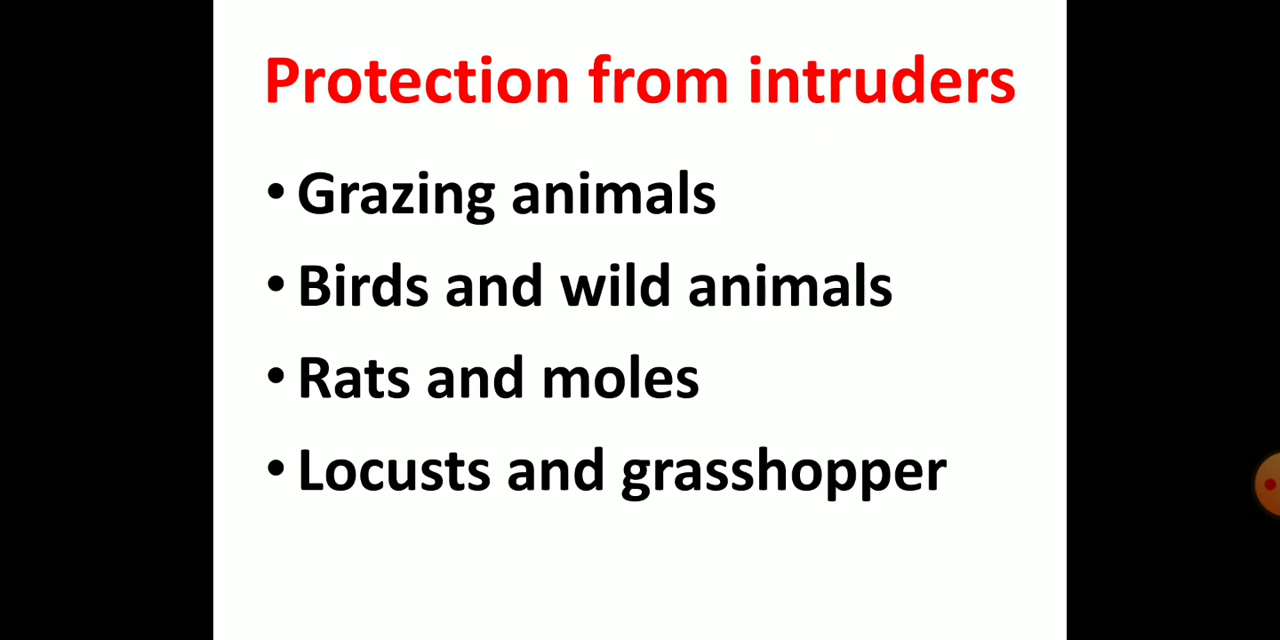 Protection from intruders
• Grazing animals
• Birds and wild animals
• Rats and moles
• Locusts and grasshopper